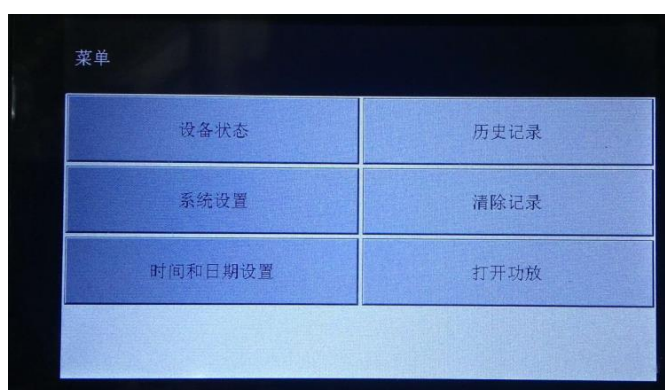 菜单
设备状态
历史记录
系统设置
清除记录
时间和日期设置
打开功放